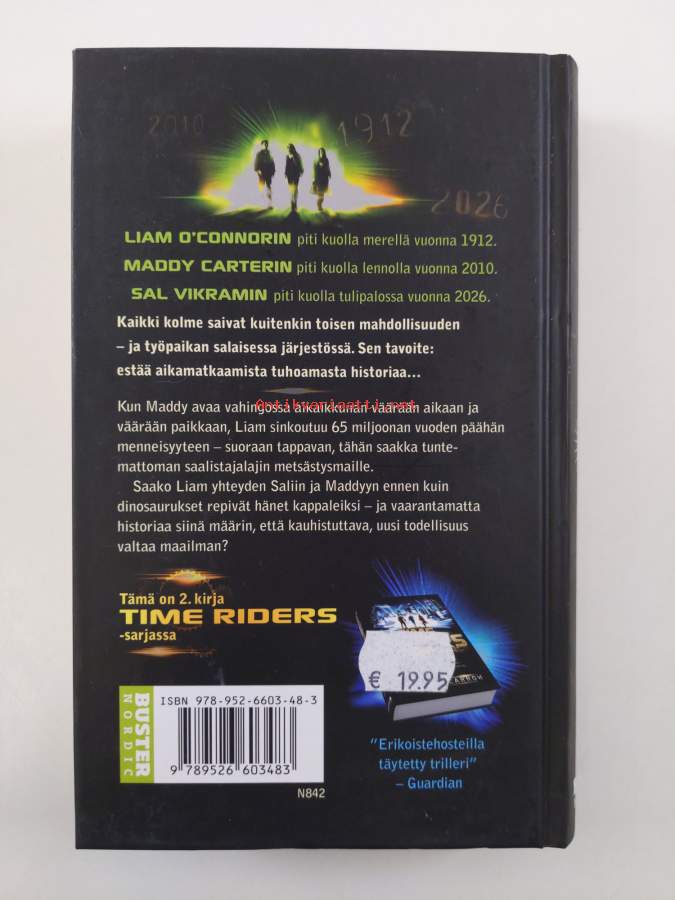 2010
1912
2026
LIAM O'CONNORIN piti kuolla merellä vuonna 1912.
MADDY CARTERIN piti kuolla lennolla vuonna 2010.
SAL VIKRAMIN piti kuolla tulipalossa vuonna 2026.
Kaikki kolme saivat kuitenkin toisen mahdollisuuden
– ja työpaikan salaisessa järjestössä. Sen tavoite:
estää aikamatkaamista tuhoamasta historiaa...
Antikvariaatti.net
Kun Maddy avaa vahingossa aikaikkunan väärään aikaan ja
väärään paikkaan, Liam sinkoutuu 65 miljoonan vuoden päähän
menneisyyteen – suoraan tappavan, tähän saakka tunte-
mattoman saalistajalajin metsästysmaille.
Saako Liam yhteyden Saliin ja Maddyyn ennen kuin
dinosaurukset repivät hänet kappaleiksi – ja vaarantamatta
historiaa siinä määrin, että kauhistuttava, uusi todellisuus
valtaa maailman?
Tämä on 2. kirja
TIME RIDERS
-sarjassa
€ 19.95
ISBN 978-952-6603-48-3
BUSTER
NORDIC
9 789526 603483
N842
"Erikoistehosteilla
täytetty trilleri"
– Guardian